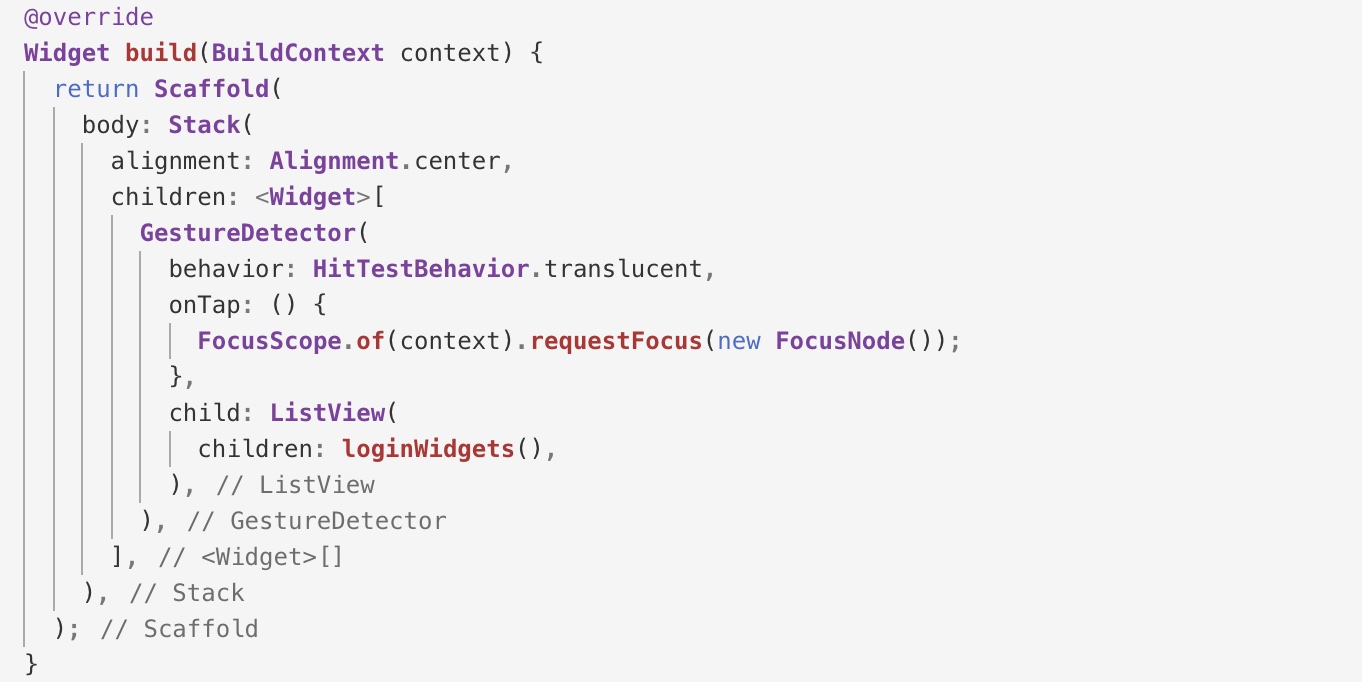 @override
Widget build(BuildContext context) {
  return Scaffold(
    body: Stack(
      alignment: Alignment.center,
      children: <Widget>[
        GestureDetector(
          behavior: HitTestBehavior.translucent,
          onTap: () {
            FocusScope.of(context).requestFocus(new FocusNode());
          },
          child: ListView(
            children: loginWidgets(),
          ), // ListView
        ), // GestureDetector
      ], // <Widget>[]
    ), // Stack
  ); // Scaffold
}